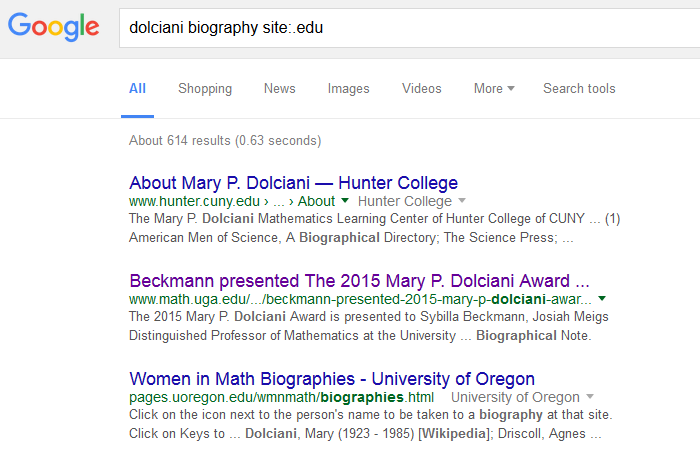 Google dolciani biography site:.edu
All Shopping News Images Videos More Search tools
About 614 results (0.63 seconds)
About Mary P. Dolciani — Hunter College
www.hunter.cuny.edu › ... › About Hunter College
The Mary P. Dolciani Mathematics Learning Center of Hunter College of CUNY ... (1)
American Men of Science, A Biographical Directory; The Science Press; ...
Beckmann presented The 2015 Mary P. Dolciani Award ...
www.math.uga.edu/.../beckmann-presented-2015-mary-p-dolciani-awar...
The 2015 Mary P. Dolciani Award is presented to Sybilla Beckmann, Josiah Meigs
Distinguished Professor of Mathematics at the University ... Biographical Note.
Women in Math Biographies - University of Oregon
pages.uoregon.edu/wmnmath/biographies.html University of Oregon
Click on the icon next to the person's name to be taken to a biography at that site.
Click on Keys to ... Dolciani, Mary (1923 - 1985) [Wikipedia]; Driscoll, Agnes ...